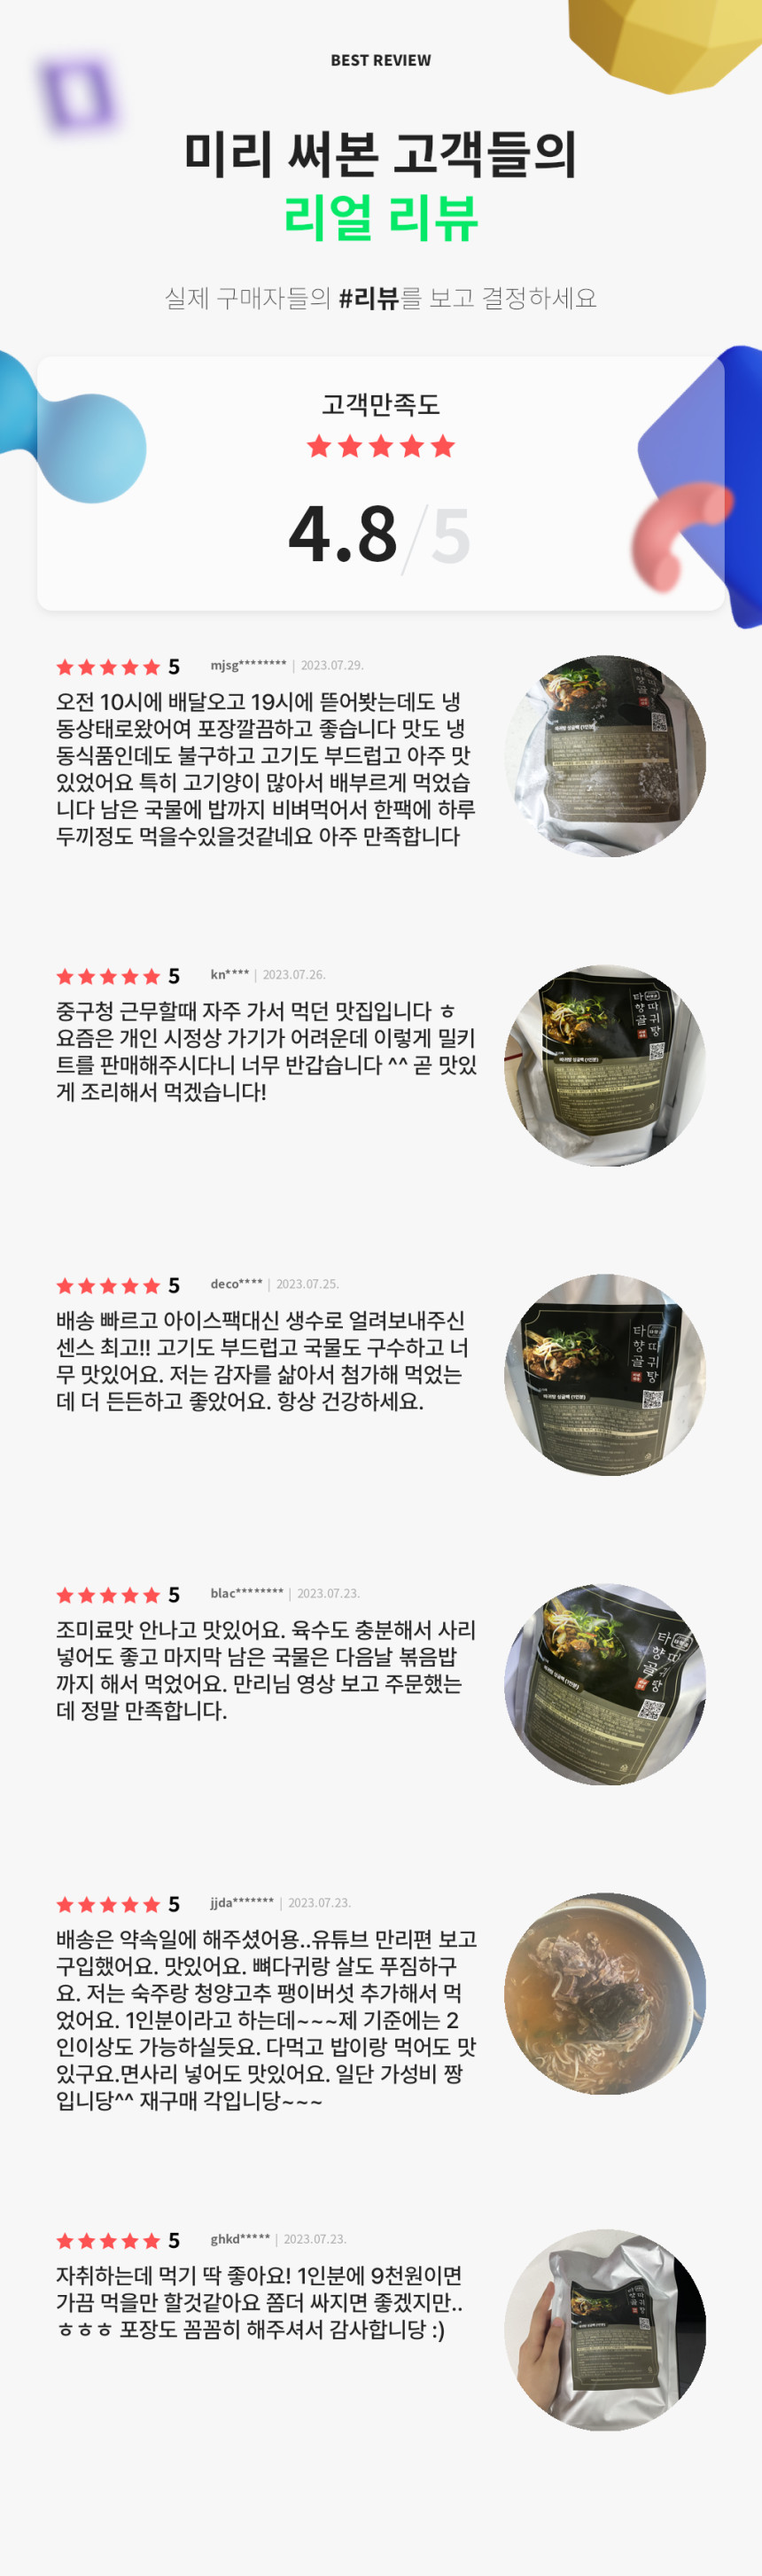 BEST REVIEW
미리 써본 고객들의
리얼 리뷰
실제 구매자들의 #리뷰를 보고 결정하세요
고객만족도
4.8/5
5 mjsg******** | 2023.07.29.
오전 10시에 배달오고 19시에 뜯어봣는데도 냉
동상태로왔어여 포장깔끔하고 좋습니다 맛도 냉
동식품인데도 불구하고 고기도 부드럽고 아주 맛
있었어요 특히 고기양이 많아서 배부르게 먹었습
니다 남은 국물에 밥까지 비벼먹어서 한팩에 하루
두끼정도 먹을수있을것같네요 아주 만족합니다
5 kn**** | 2023.07.26.
중구청 근무할때 자주 가서 먹던 맛집입니다 ㅎ
요즘은 개인 시정상 가기가 어려운데 이렇게 밀키
트를 판매해주시다니 너무 반갑습니다 ^^ 곧 맛있
게 조리해서 먹겠습니다!
타향골
따귀탕
5 deco**** | 2023.07.25.
배송 빠르고 아이스팩대신 생수로 얼려보내주신
센스 최고!! 고기도 부드럽고 국물도 구수하고 너
무 맛있어요. 저는 감자를 삶아서 첨가해 먹었는
데 더 든든하고 좋았어요. 항상 건강하세요.
타향골
따귀탕
5 blac******** | 2023.07.23.
조미료맛 안나고 맛있어요. 육수도 충분해서 사리
넣어도 좋고 마지막 남은 국물은 다음날 볶음밥
까지 해서 먹었어요. 만리님 영상 보고 주문했는
데 정말 만족합니다.
타향골
5 jjda******* | 2023.07.23.
배송은 약속일에 해주셨어용..유튜브 만리편 보고
구입했어요. 맛있어요. 뼈다귀랑 살도 푸짐하구
요. 저는 숙주랑 청양고추 팽이버섯 추가해서 먹
었어요. 1인분이라고 하는데~~~제 기준에는 2
인이상도 가능하실듯요. 다먹고 밥이랑 먹어도 맛
있구요.면사리 넣어도 맛있어요. 일단 가성비 짱
입니당^^ 재구매 각입니당~~~
5 ghkd***** | 2023.07.23.
자취하는데 먹기 딱 좋아요! 1인분에 9천원이면
가끔 먹을만 할것같아요 쫌더 싸지면 좋겠지만..
ㅎㅎㅎ 포장도 꼼꼼히 해주셔서 감사합니당 :)